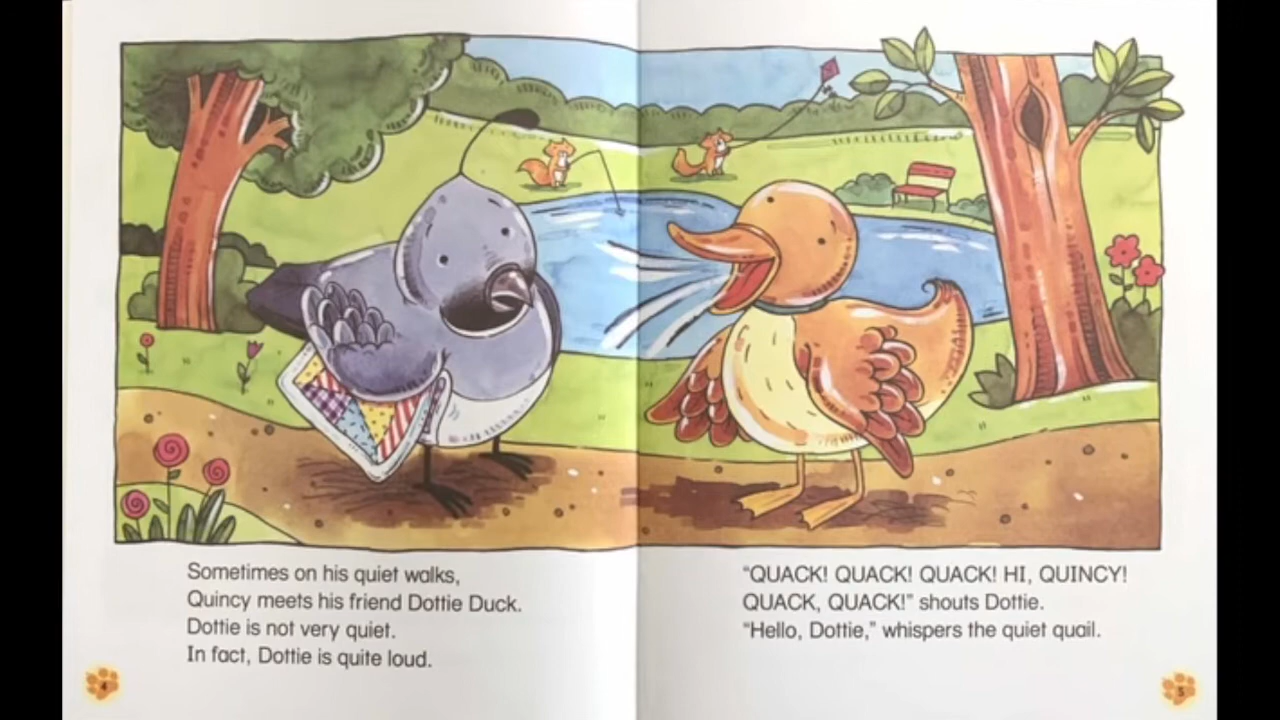 Sometimes on his quiet walks,
Quincy meets his friend Dottie Duck.
Dottie is not very quiet.
In fact, Dottie is quite loud.
4
“QUACK! QUACK! QUACK! HI, QUINCY!
QUACK, QUACK!” shouts Dottie.
“Hello, Dottie,” whispers the quiet quail.
5